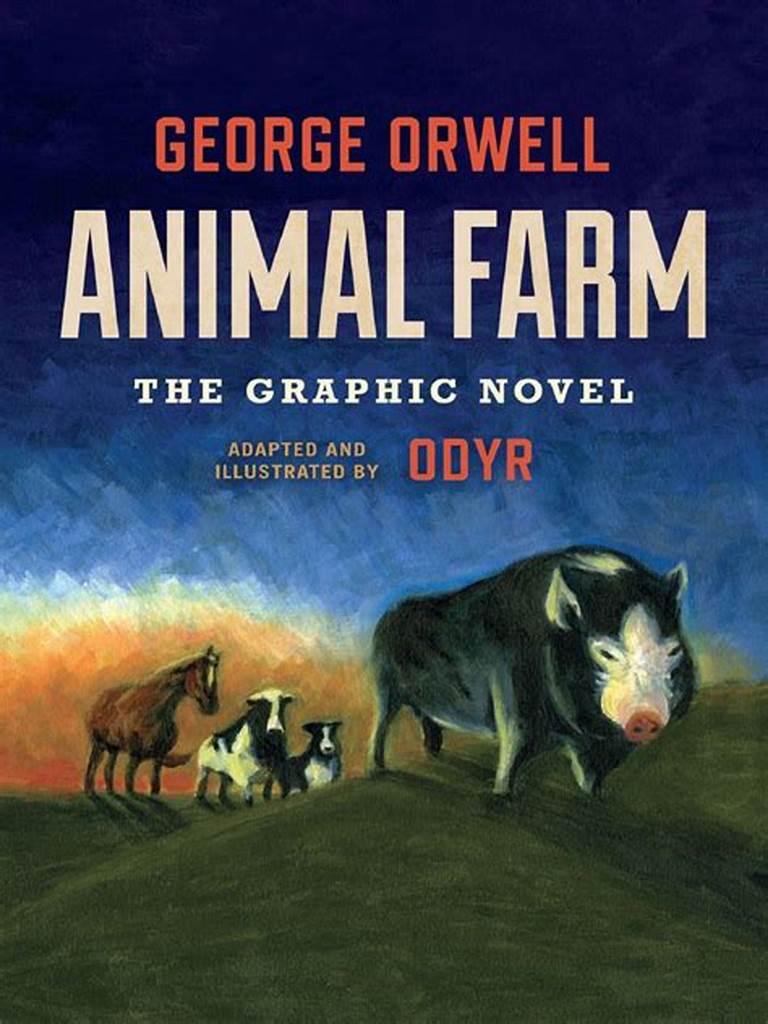 GEORGE ORWELL
ANIMAL FARM
THE GRAPHIC NOVEL
ADAPTED AND
ILLUSTRATED BY
ODYR